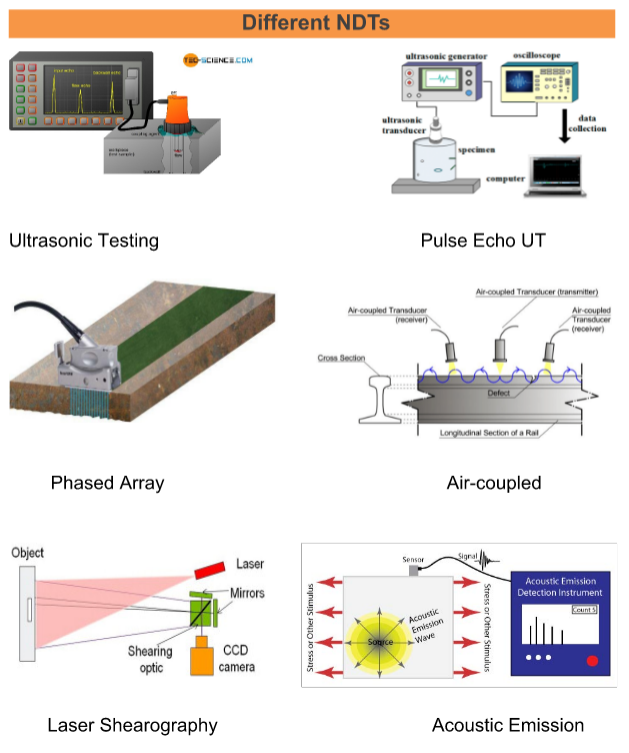 Different NDTs
TEC-SCIENCE.COM
ultrasonic generator
oscilloscope
ultrasonic
transducer
data
collection
specimen
computer
Ultrasonic Testing
Pulse Echo UT
Air-coupled Transducer (transmitter)
Air-coupled Transducer
(receiver)
Air-coupled
Transducer
(receiver)
Cross Section
Defect
Longitudinal Section of a Rail
Phased Array
Air-coupled
Object
Laser
Mirrors
Shearing
optic
CCD
camera
Sensor
Signal
Stress or Other Stimulus
Acoustic
Emission
Wave
Source
Stress or Other Stimulus
Acoustic Emission
Detection Instrument
Count 5
Laser Shearography
Acoustic Emission